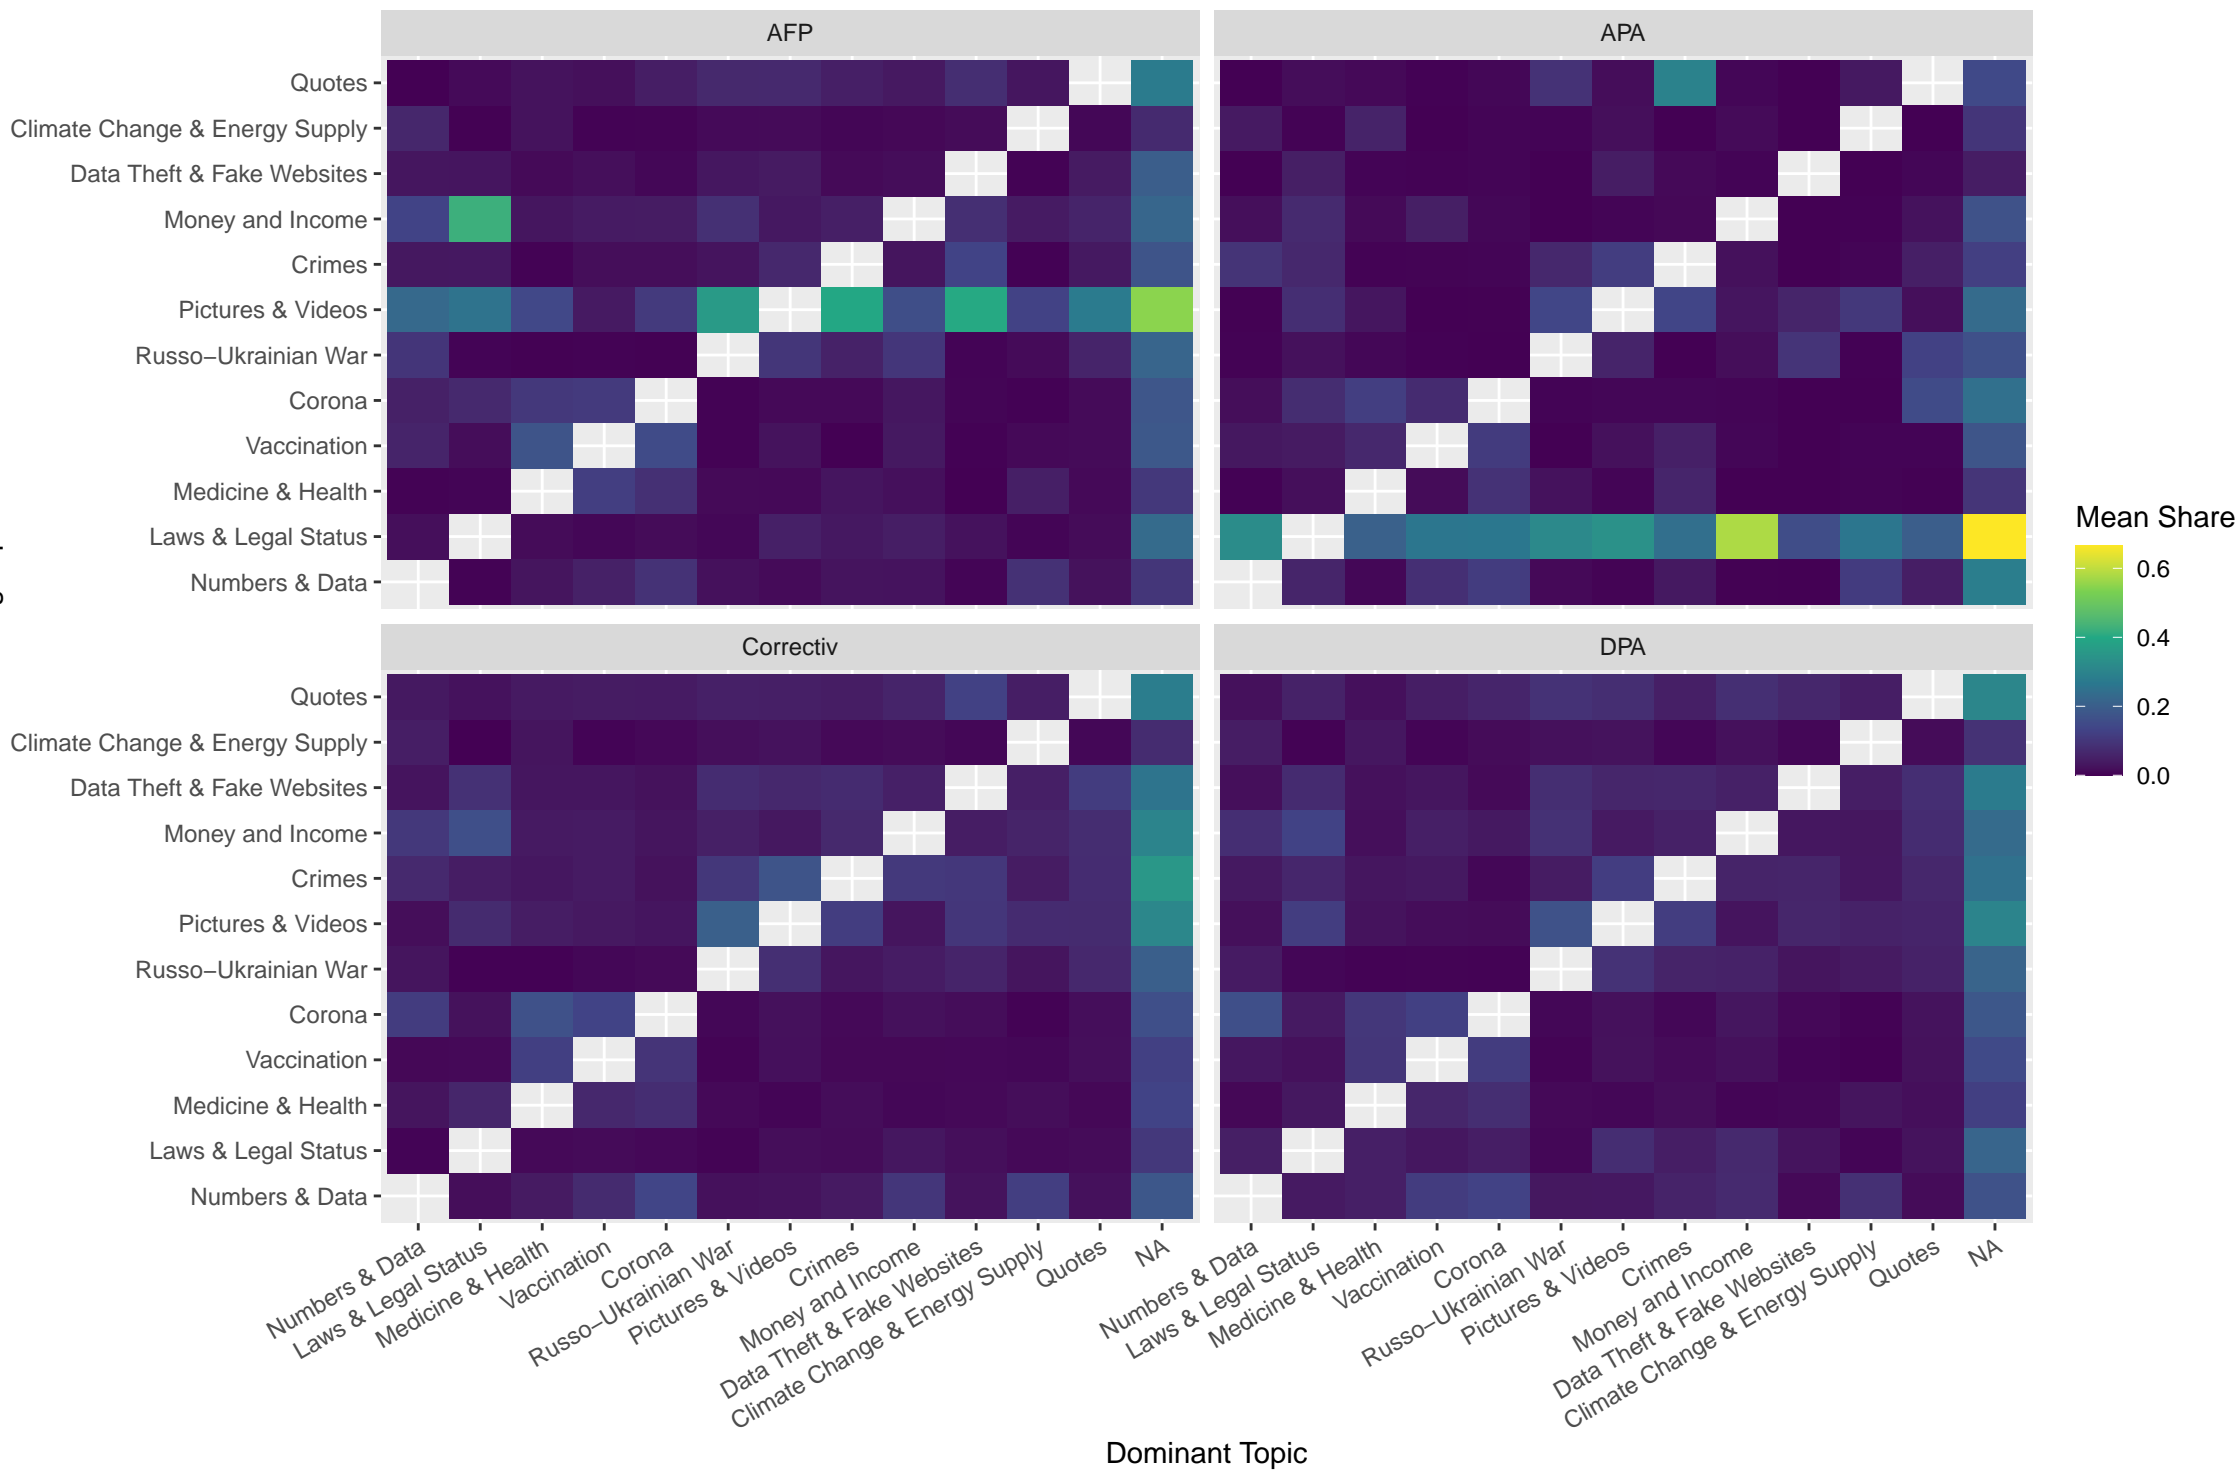 AFP
APA
Quotes
Climate Change & Energy Supply
Data Theft & Fake Websites
Money and Income
Crimes
Pictures & Videos
Russo−Ukrainian War
Corona
Vaccination
Medicine & Health
Laws & Legal Status
Numbers & Data
Correctiv
DPA
Quotes
Climate Change & Energy Supply
Data Theft & Fake Websites
Money and Income
Crimes
Pictures & Videos
Russo−Ukrainian War
Corona
Vaccination
Medicine & Health
Laws & Legal Status
Numbers & Data
Numbers & Data
Laws & Legal Status
Medicine & Health
Vaccination
Corona
Russo−Ukrainian War
Pictures & Videos
Crimes
Money and Income
Data Theft & Fake Websites
Climate Change & Energy Supply
Quotes
NA
Numbers & Data
Laws & Legal Status
Medicine & Health
Vaccination
Corona
Russo−Ukrainian War
Pictures & Videos
Crimes
Money and Income
Data Theft & Fake Websites
Climate Change & Energy Supply
Quotes
NA
Dominant Topic
Mean Share
0.6
0.4
0.2
0.0